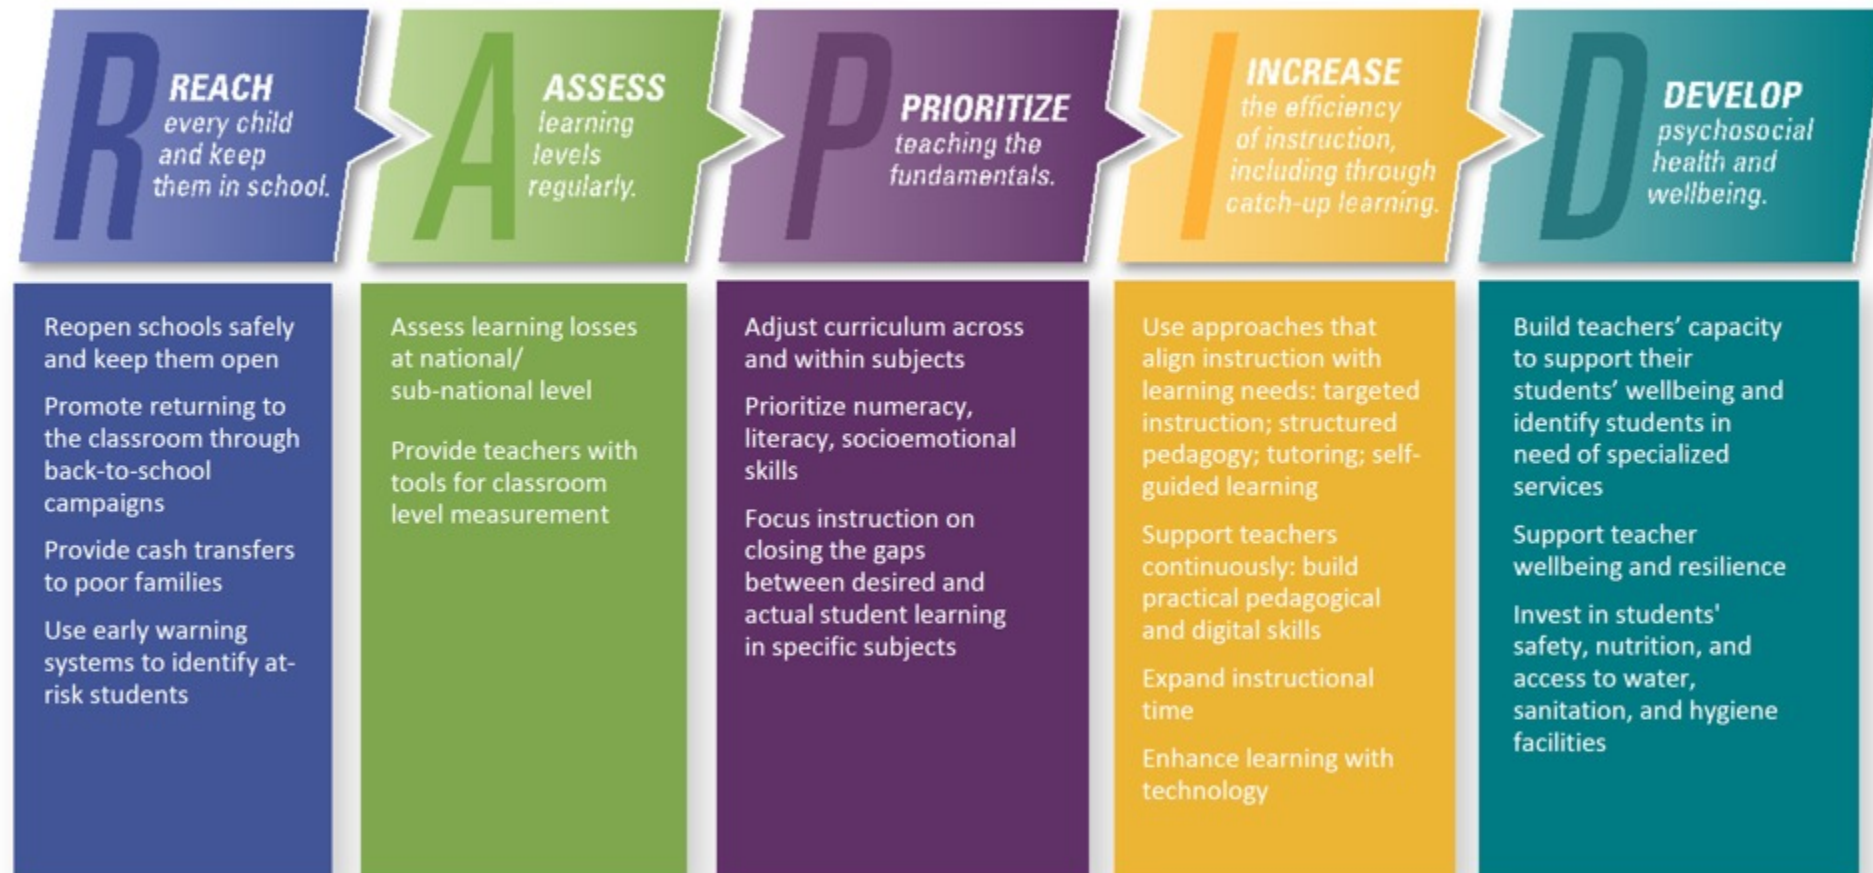 R
REACH
every child
and keep
them in school.
A
ASSESS
learning
levels
regularly.
P
PRIORITIZE
teaching the
fundamentals.
I
INCREASE
the efficiency
of instruction,
including through
catch-up learning.
D
DEVELOP
psychosocial
health and
wellbeing.
Reopen schools safely
and keep them open
Promote returning to
the classroom through
back-to-school
campaigns
Provide cash transfers
to poor families
Use early warning
systems to identify at-
risk students
Assess learning losses
at national/
sub-national level
Provide teachers with
tools for classroom
level measurement
Adjust curriculum across
and within subjects
Prioritize numeracy,
literacy, socioemotional
skills
Focus instruction on
closing the gaps
between desired and
actual student learning
in specific subjects
Use approaches that
align instruction with
learning needs: targeted
instruction; structured
pedagogy; tutoring; self-
guided learning
Support teachers
continuously: build
practical pedagogical
and digital skills
Expand instructional
time
Enhance learning with
technology
Build teachers’ capacity
to support their
students’ wellbeing and
identify students in
need of specialized
services
Support teacher
wellbeing and resilience
Invest in students'
safety, nutrition, and
access to water,
sanitation, and hygiene
facilities